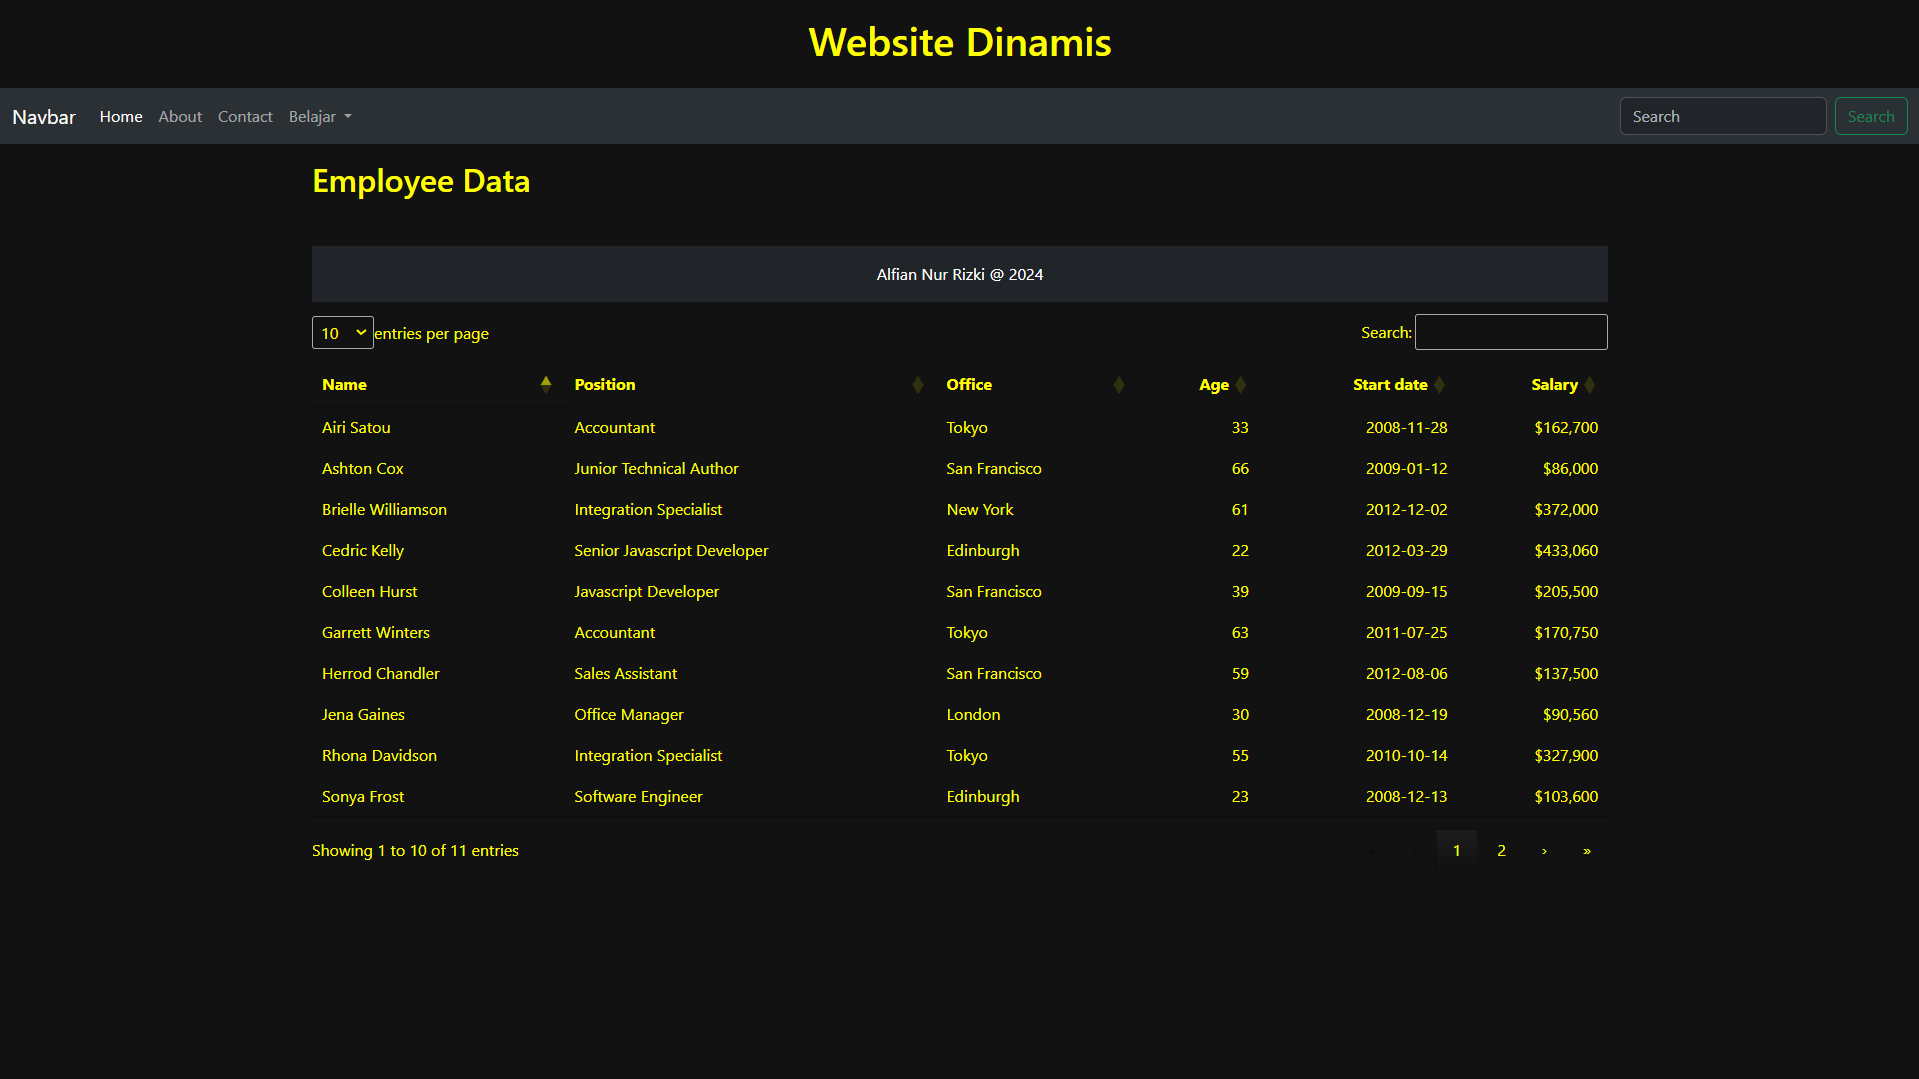 Website Dinamis
Navbar Home About Contact Belajar Search Search
Employee Data
Alfian Nur Rizki @ 2024
10 entries per page Search:
Name Position Office Age Start date Salary
Airi Satou Accountant Tokyo 33 2008-11-28 $162,700
Ashton Cox Junior Technical Author San Francisco 66 2009-01-12 $86,000
Brielle Williamson Integration Specialist New York 61 2012-12-02 $372,000
Cedric Kelly Senior Javascript Developer Edinburgh 22 2012-03-29 $433,060
Colleen Hurst Javascript Developer San Francisco 39 2009-09-15 $205,500
Garrett Winters Accountant Tokyo 63 2011-07-25 $170,750
Herrod Chandler Sales Assistant San Francisco 59 2012-08-06 $137,500
Jena Gaines Office Manager London 30 2008-12-19 $90,560
Rhona Davidson Integration Specialist Tokyo 55 2010-10-14 $327,900
Sonya Frost Software Engineer Edinburgh 23 2008-12-13 $103,600
Showing 1 to 10 of 11 entries 1 2 › »